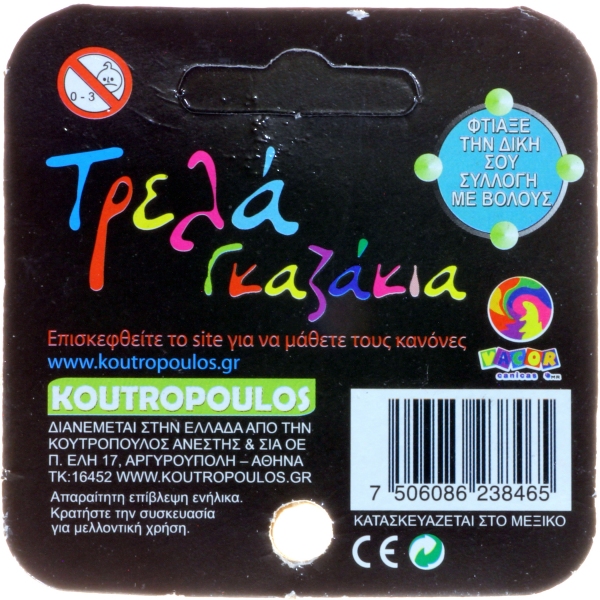 0-3
ΦΤΙΑΞΕ
ΤΗΝ ΔΙΚΗ
ΣΟΥ
ΣΥΛΛΟΓΗ
ΜΕ ΒΟΛΟΥΣ
Τρελά
γκαζάκια
Επισκεφθείτε το site για να μάθετε τους κανόνες
www.koutropoulos.gr
VACOR
canicas
KOUTROPOULOS
ΔΙΑΝΕΜΕΤΑΙ ΣΤΗΝ ΕΛΛΑΔΑ ΑΠΟ ΤΗΝ
ΚΟΥΤΡΟΠΟΥΛΟΣ ΑΝΕΣΤΗΣ & ΣΙΑ ΟΕ
Π. ΕΛΗ 17, ΑΡΓΥΡΟΥΠΟΛΗ – ΑΘΗΝΑ
ΤΚ:16452 WWW.KOUTROPOULOS.GR
Απαραίτητη επίβλεψη ενήλικα.
Κρατήστε την συσκευασία
για μελλοντική χρήση.
7 506086 238465
ΚΑΤΑΣΚΕΥΑΖΕΤΑΙ ΣΤΟ ΜΕΞΙΚΟ
CE